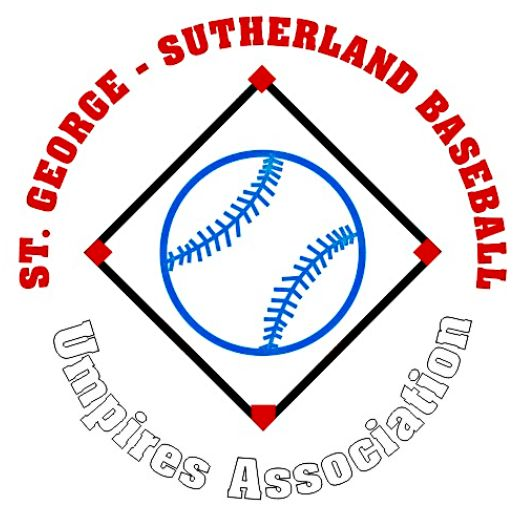 ST. GEORGE - SUTHERLAND BASEBALL
Umpires Association